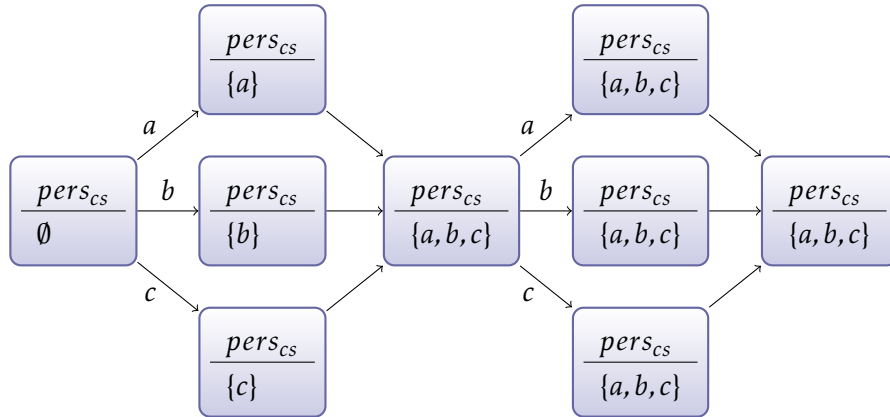 pers_cs
{a}
pers_cs
{a, b, c}
a
a
pers_cs
∅
b
pers_cs
{b}
pers_cs
{a, b, c}
b
pers_cs
{a, b, c}
pers_cs
{a, b, c}
c
c
pers_cs
{c}
pers_cs
{a, b, c}